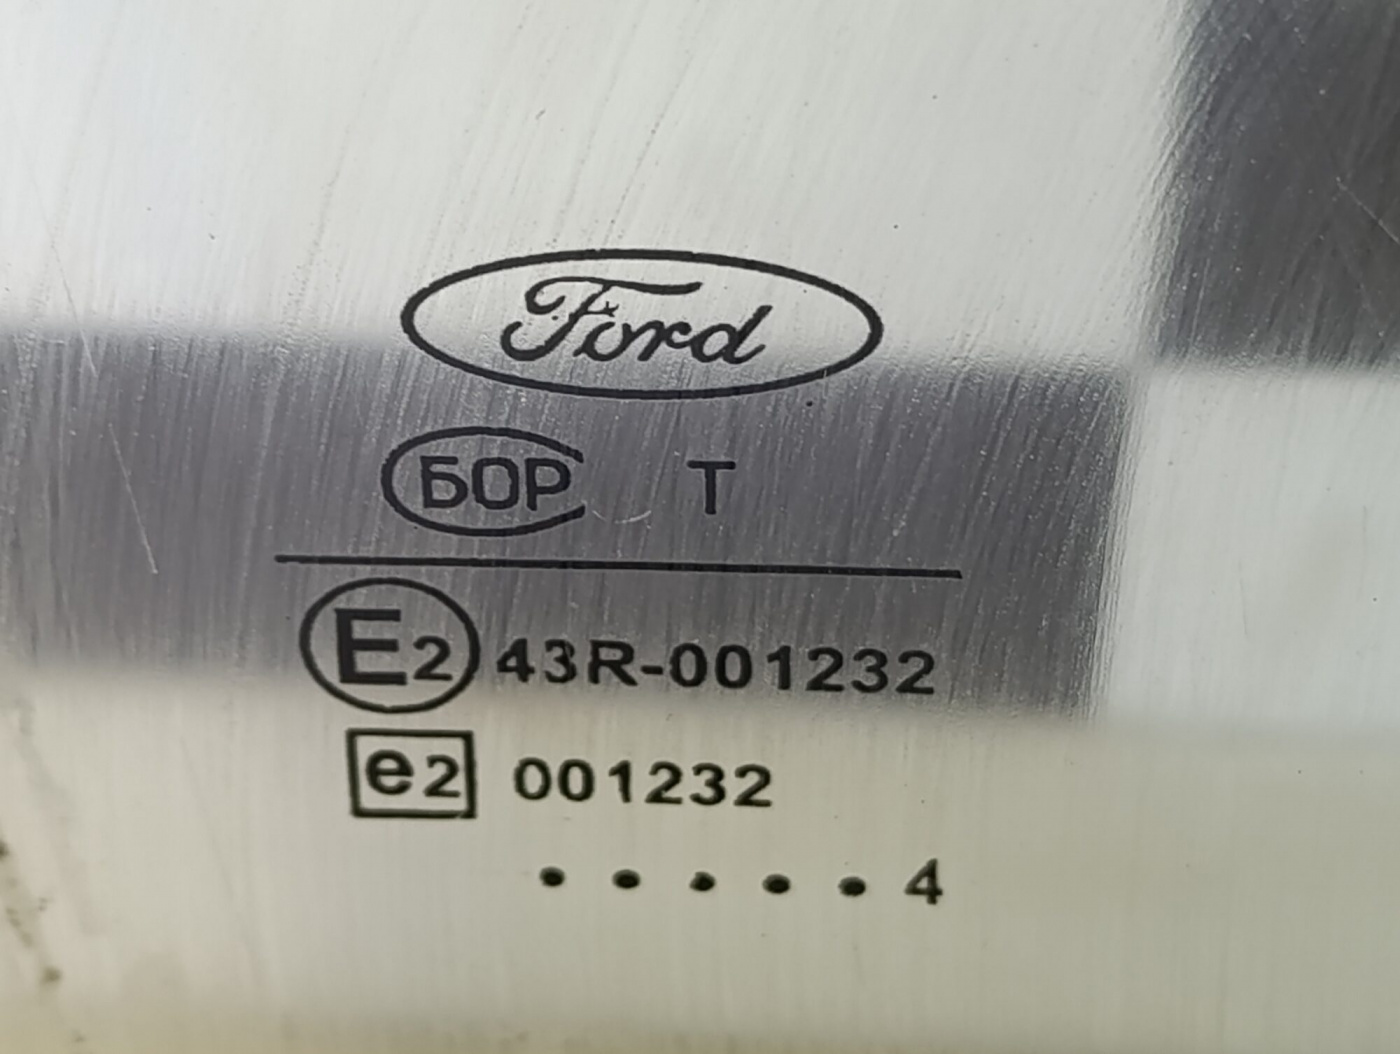 Ford
БОР T
E2 43R-001232
e2 001232
. . . . . 4